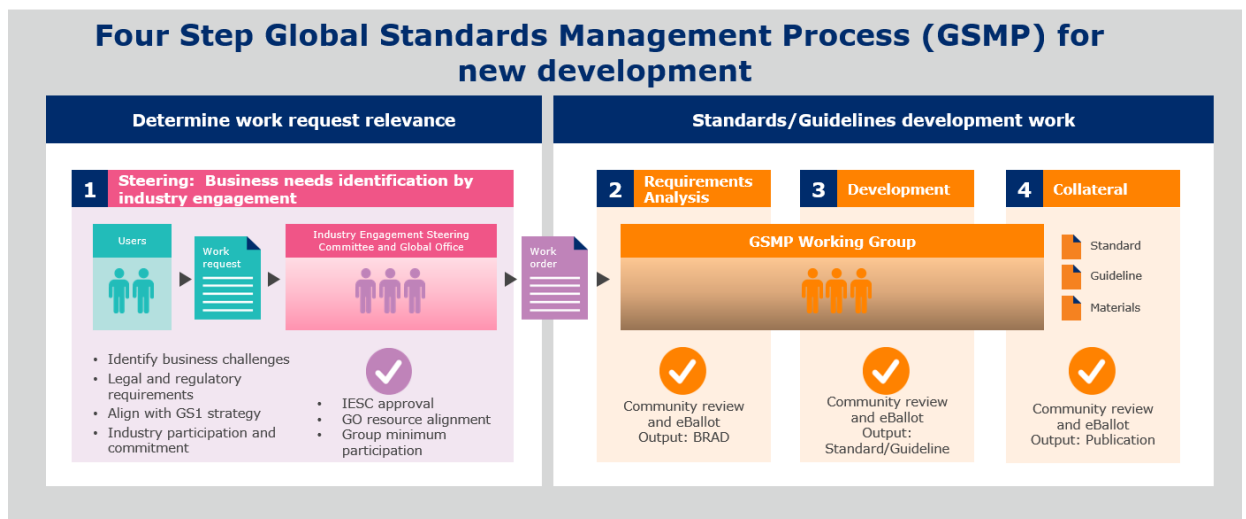 Four Step Global Standards Management Process (GSMP) for
new development
Determine work request relevance
1
Steering: Business needs identification by
industry engagement
Users
Work
request
Industry Engagement Steering
Committee and Global Office
Work
order
• Identify business challenges
• Legal and regulatory
requirements
• Align with GS1 strategy
• Industry participation and
commitment
• IESC approval
• GO resource alignment
• Group minimum
participation
Standards/Guidelines development work
2
Requirements
Analysis
3
Development
4
Collateral
GSMP Working Group
Standard
Guideline
Materials
Community review
and eBallot
Output: BRAD
Community review
and eBallot
Output:
Standard/Guideline
Community review
and eBallot
Output: Publication